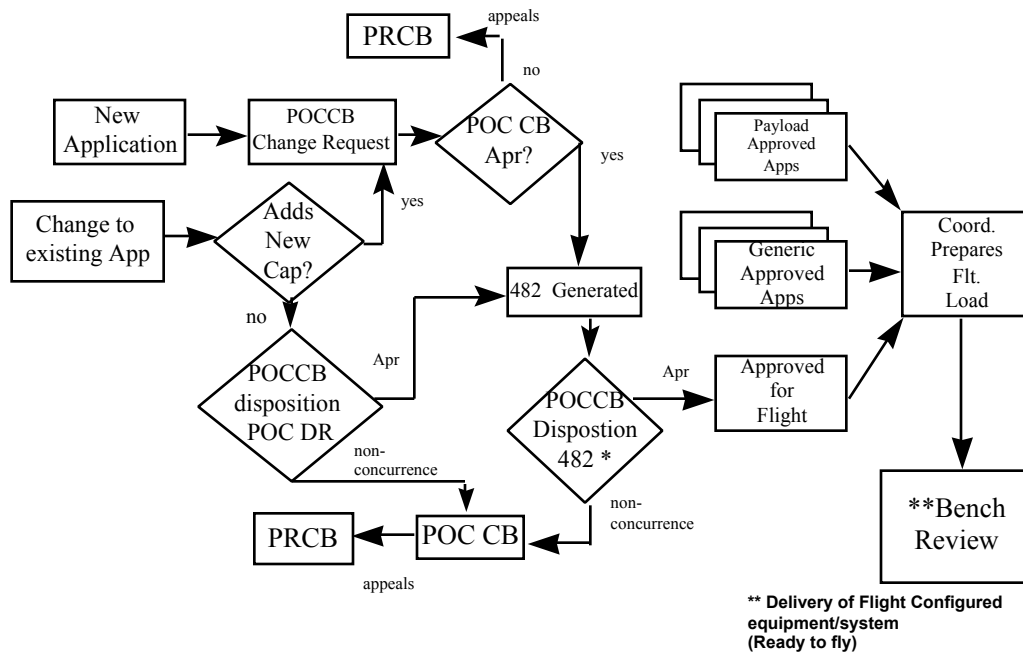 appeals
PRCB
no
New
Application
POCCB
Change Request
POC CB
Apr?
yes
Payload
Approved
Apps
Change to
existing App
Adds
New
Cap?
yes
Generic
Approved
Apps
Coord.
Prepares
Flt.
Load
482 Generated
no
POCCB
disposition
POC DR
Apr
POCCB
Dispostion
482 *
Apr
Approved
for
Flight
non-
concurrence
non-
concurrence
PRCB
POC CB
appeals
**Bench
Review
** Delivery of Flight Configured
equipment/system
(Ready to fly)